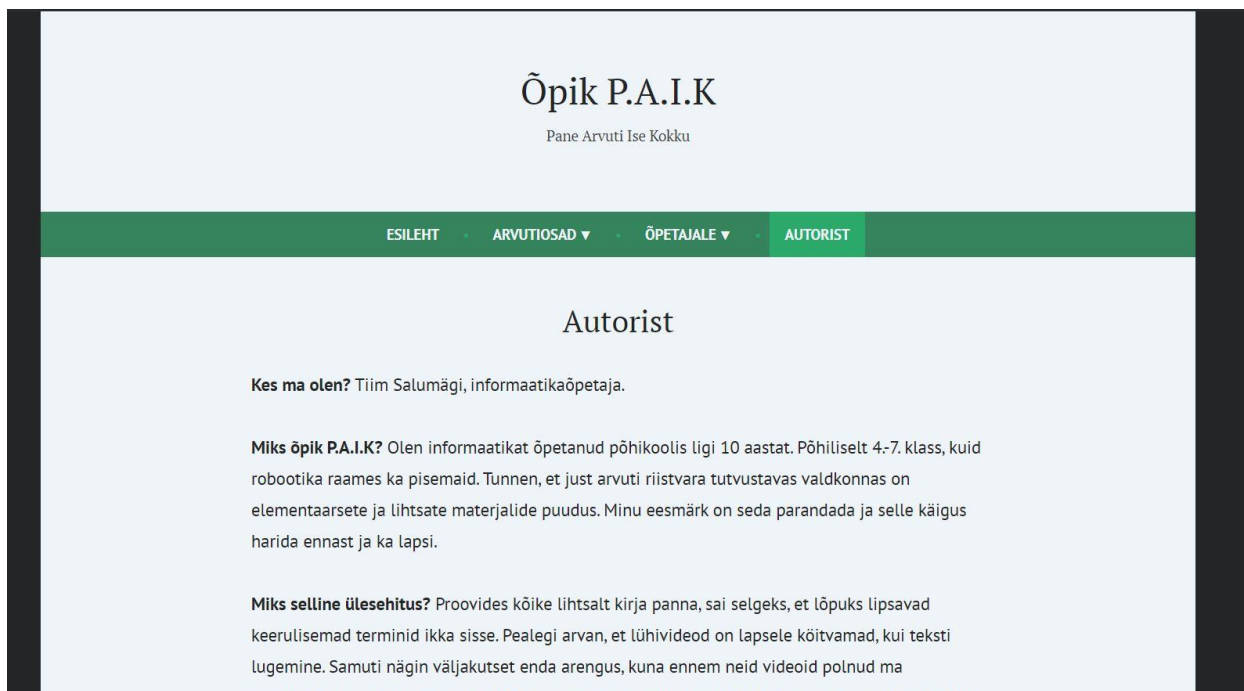 Õpik P.A.I.K
Pane Arvuti Ise Kokku
ESILEHT • ARVUTIOSAD ▼ • ÕPETAJALE ▼ • AUTORIST
Autorist
Kes ma olen? Tiim Salumägi, informaatikaõpetaja.
Miks õpik P.A.I.K? Olen informaatikat õpetanud põhikoolis ligi 10 aastat. Põhiliselt 4.-7. klass, kuid
robootika raames ka pisemaid. Tunnen, et just arvuti riistvara tutvustavas valdkonnas on
elementaarsete ja lihtsate materjalide puudus. Minu eesmärk on seda parandada ja selle käigus
harida ennast ja ka lapsi.
Miks selline ülesehitus? Proovides kõike lihtsalt kirja panna, sai selgeks, et lõpuks lipsavad
keerulisemad terminid ikka sisse. Pealegi arvan, et lühivideod on lapsele köitvamad, kui teksti
lugemine. Samuti nägin väljakutset enda arengus, kuna ennem neid videoid polnud ma